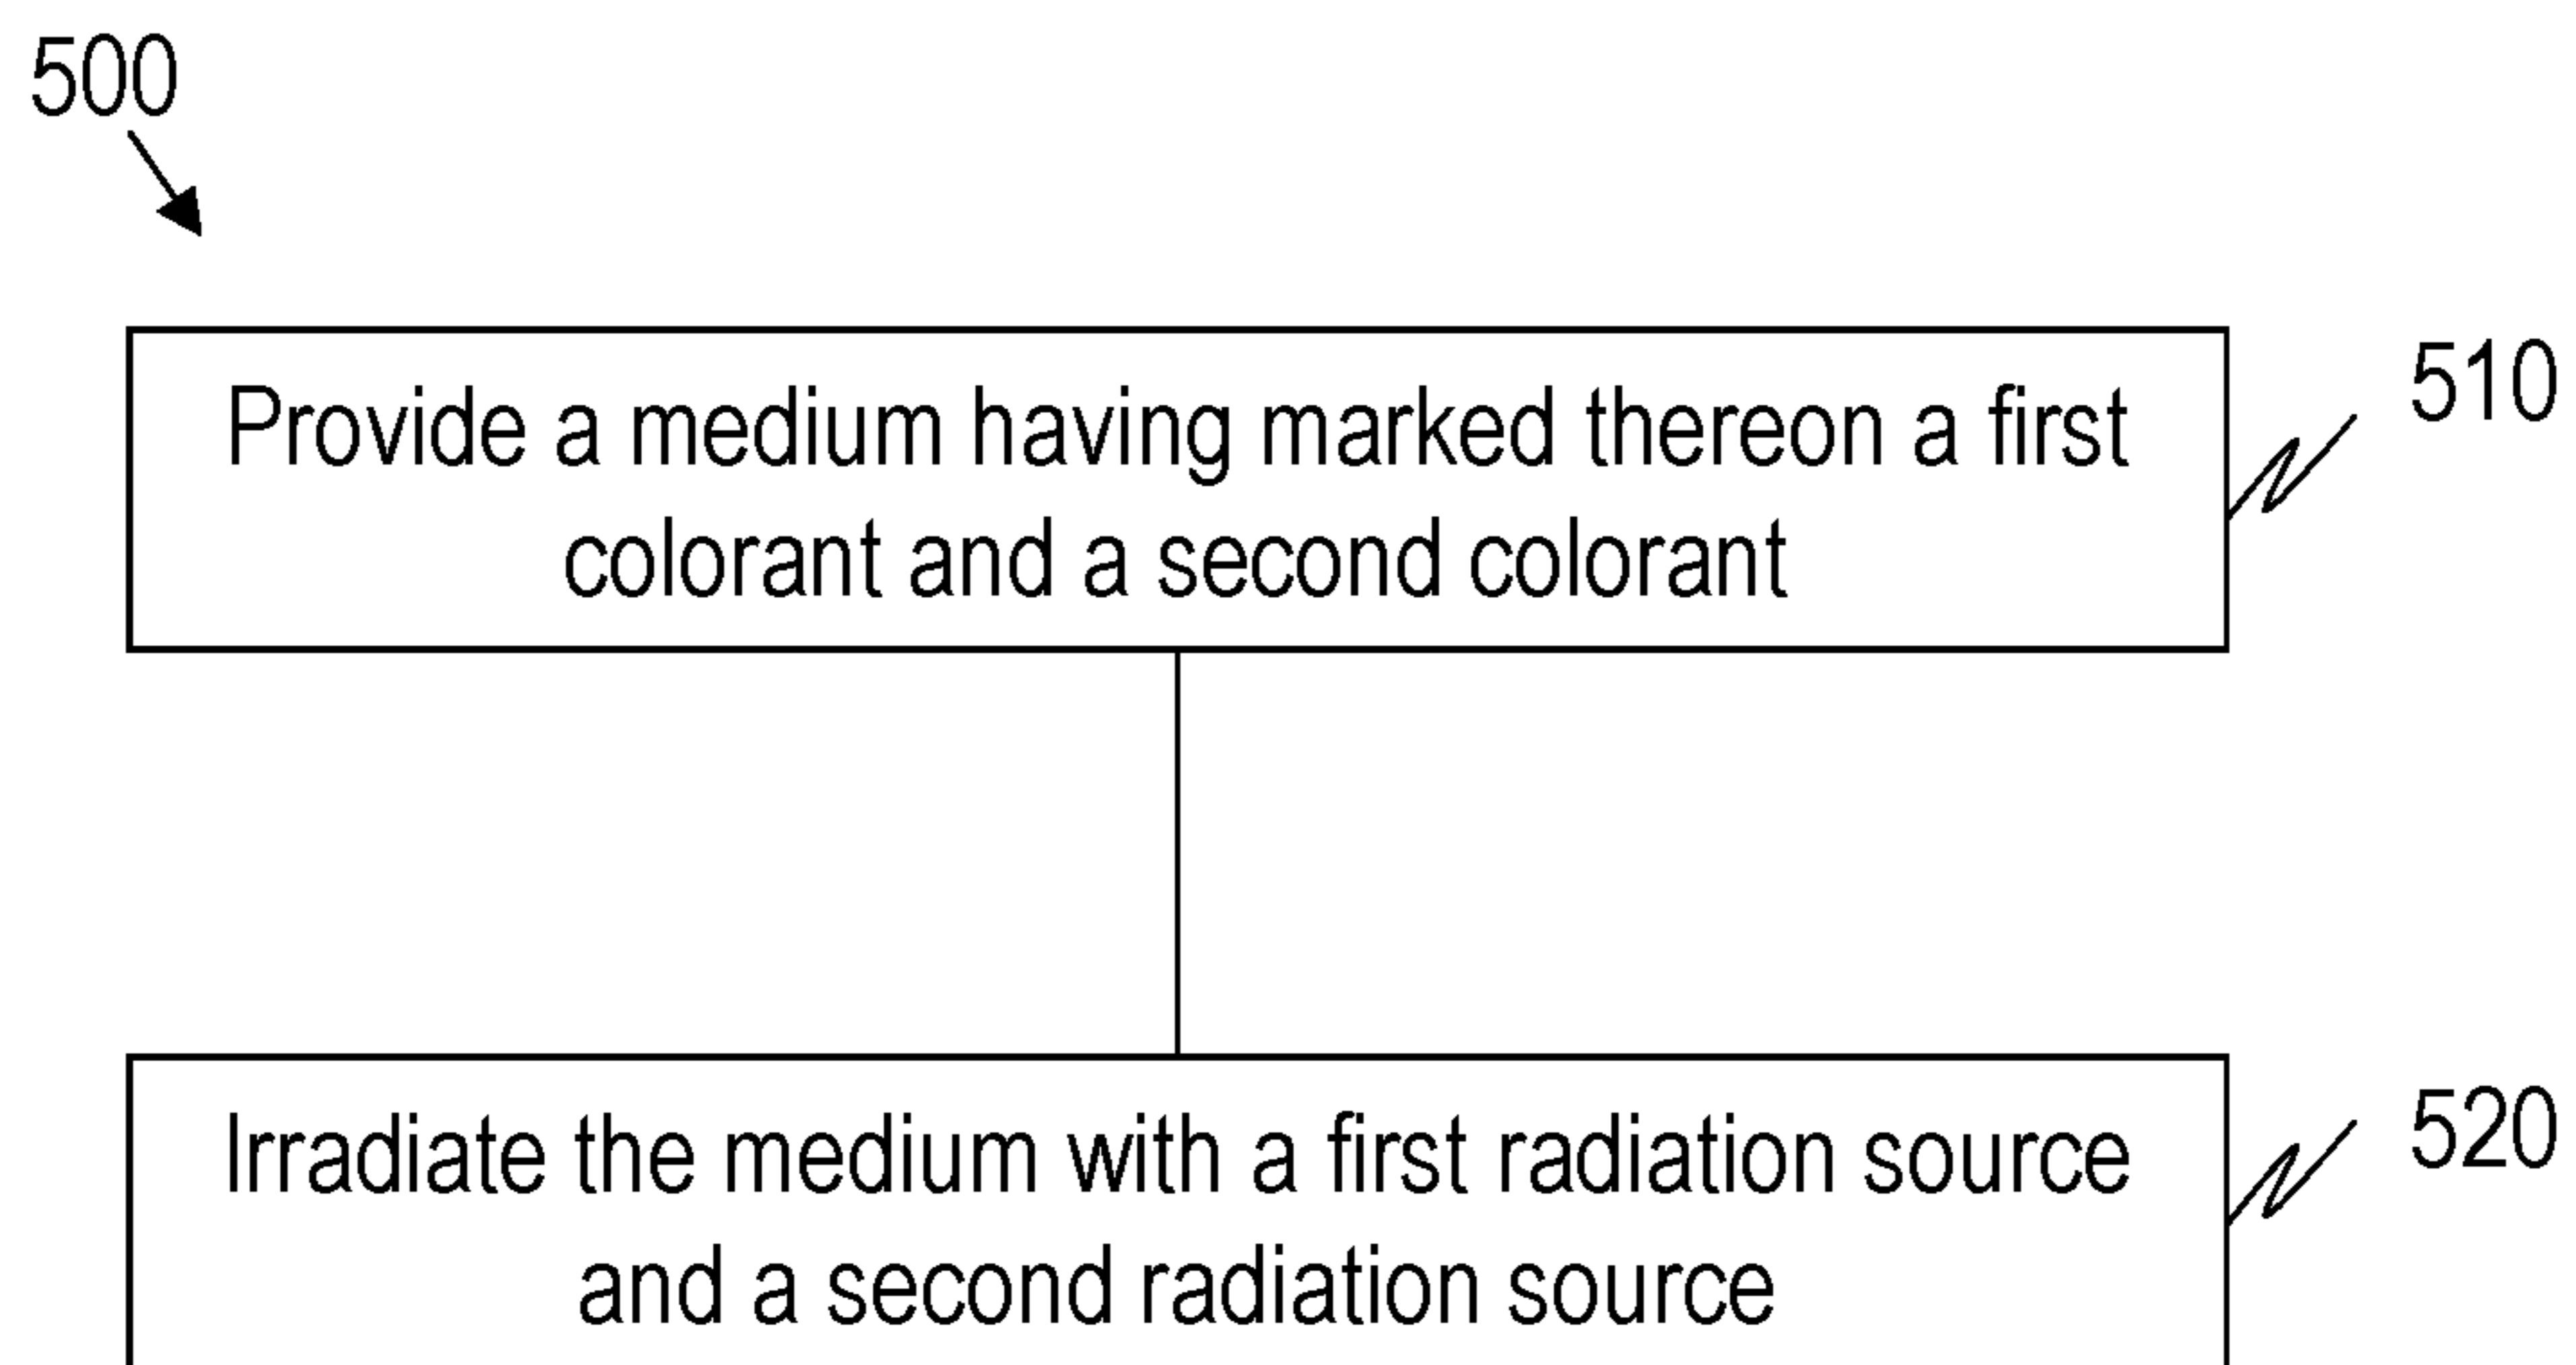 500
510
Provide a medium having marked thereon a first
colorant and a second colorant
520
Irradiate the medium with a first radiation source
and a second radiation source